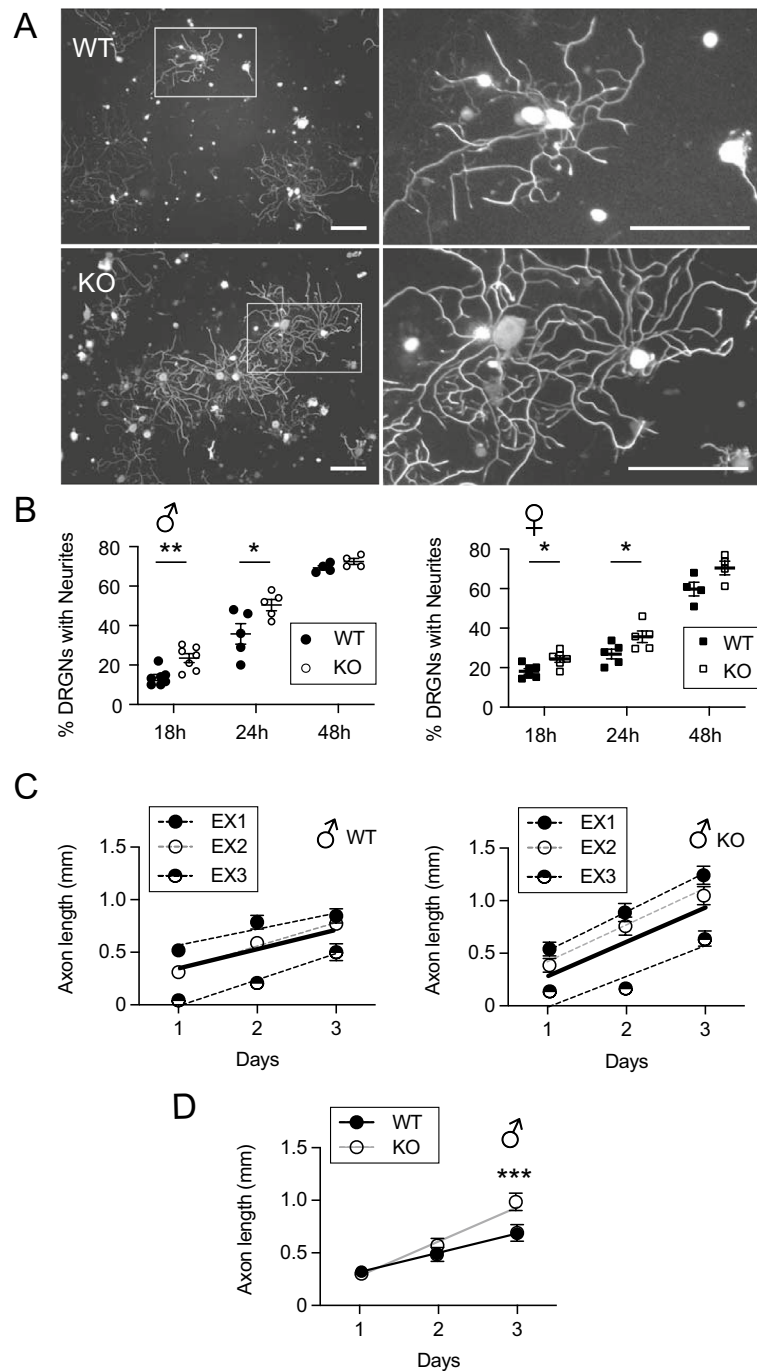 A
WT
KO
B
♂
♀
% DRGNs with Neurites
80
60
40
20
0
** *
WT
KO
18h 24h 48h
% DRGNs with Neurites
80
60
40
20
0
* *
WT
KO
18h 24h 48h
C
EX1
EX2
EX3
♂ WT
Axon length (mm)
1.5
1.0
0.5
0
1 2 3
Days
EX1
EX2
EX3
♂ KO
Axon length (mm)
1.5
1.0
0.5
0
1 2 3
Days
D
WT
KO
♂
***
Axon length (mm)
1.5
1.0
0.5
0
1 2 3
Days